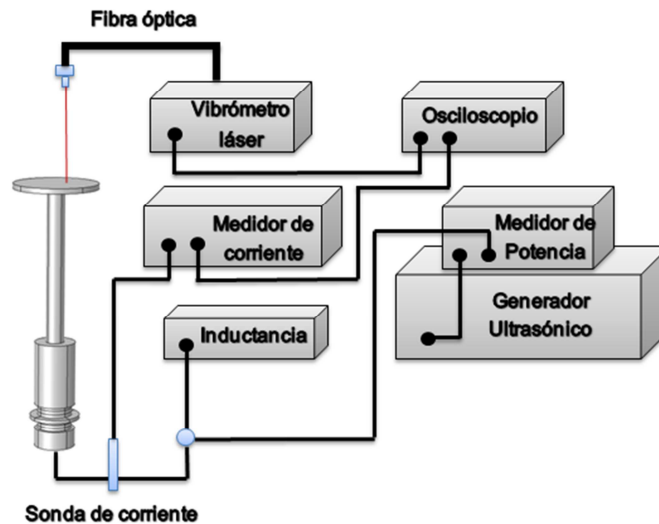 Fibra óptica
Vibrómetro
láser
Osciloscopio
Medidor de
corriente
Medidor de
Potencia
Generador
Ultrasónico
Inductancia
Sonda de corriente